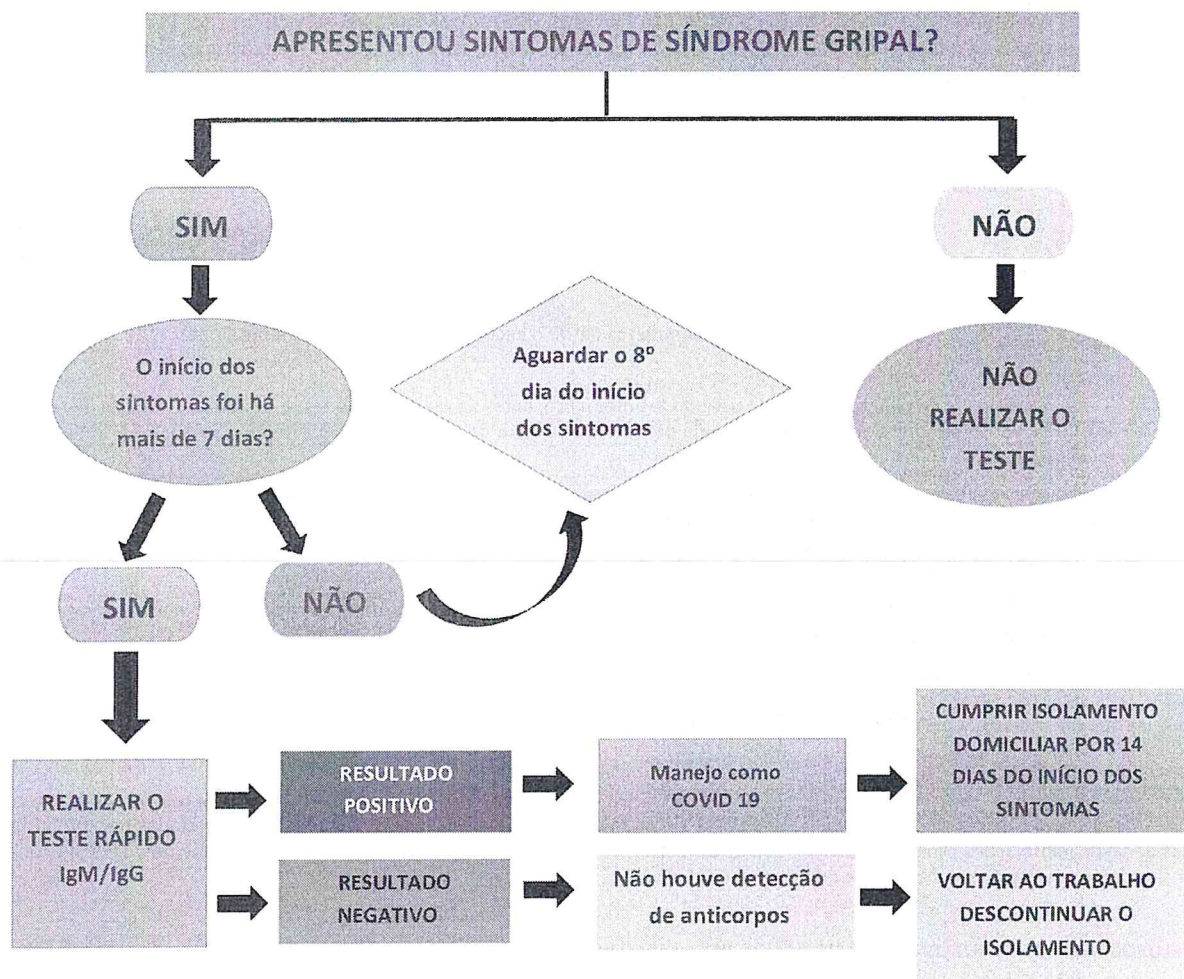 APRESENTOU SINTOMAS DE SÍNDROME GRIPAL?
SIM
NÃO
O início dos
sintomas foi há
mais de 7 dias?
Aguardar o 8º
dia do início
dos sintomas
NÃO
REALIZAR O
TESTE
SIM
NÃO
REALIZAR O
TESTE RÁPIDO
IgM/IgG
RESULTADO
POSITIVO
Manejo como
COVID 19
CUMPRIR ISOLAMENTO
DOMICILIAR POR 14
DIAS DO INÍCIO DOS
SINTOMAS
RESULTADO
NEGATIVO
Não houve detecção
de anticorpos
VOLTAR AO TRABALHO
DESCONTINUAR O
ISOLAMENTO